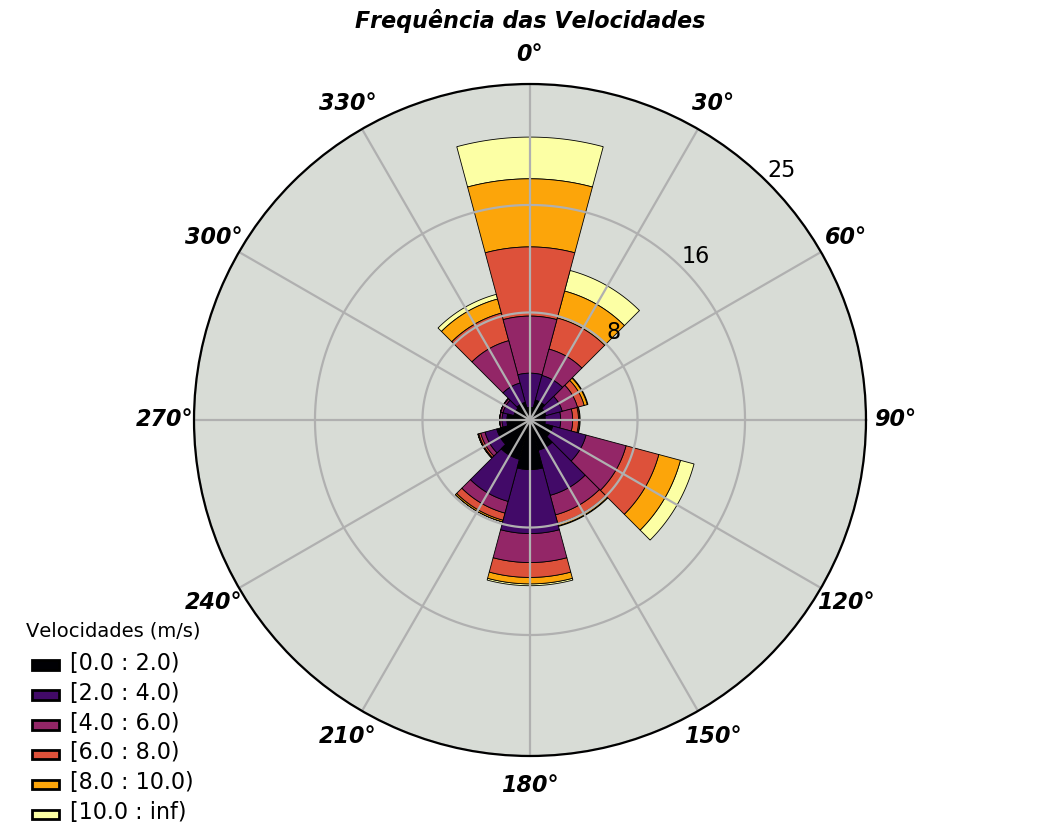 Frequência das Velocidades
0°
330°
30°
25
300°
60°
16
8
270°
90°
240°
120°
210°
150°
180°
Velocidades (m/s)
[0.0 : 2.0)
[2.0 : 4.0)
[4.0 : 6.0)
[6.0 : 8.0)
[8.0 : 10.0)
[10.0 : inf)